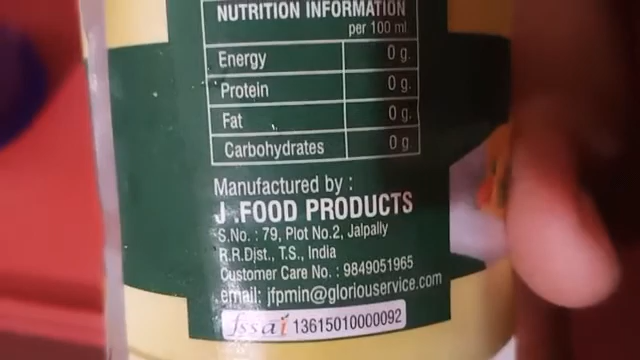 NUTRITION INFORMATION
per 100 ml
Energy 0 g.
Protein 0 g.
Fat 0 g.
Carbohydrates 0 g
Manufactured by :
J FOOD PRODUCTS
S.No. : 79, Plot No.2, Jalpally
R.R.Dist., T.S., India
Customer Care No. : 9849051965
email: jfpmin@gloriouservice.com
fssai 13615010000092